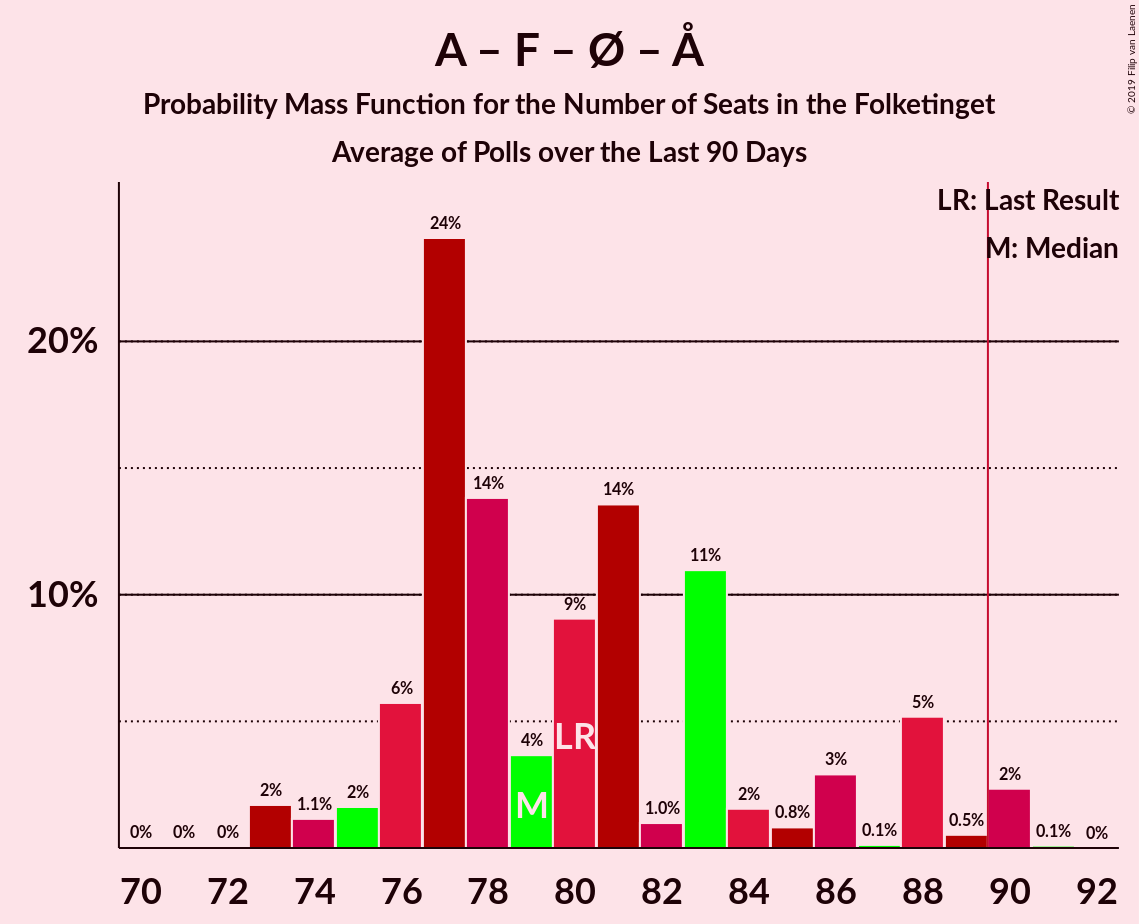 A – F – Ø – Å
Probability Mass Function for the Number of Seats in the Folketinget
Average of Polls over the Last 90 Days
© 2019 Filip van Laenen
LR: Last Result
M: Median
20%
10%
0% 0% 0% 2% 1.1% 2% 6% 24% 14% 4% 9% 14% 1.0% 11% 2% 0.8% 3% 0.1% 5% 0.5% 2% 0.1% 0%
M LR
70 72 74 76 78 80 82 84 86 88 90 92